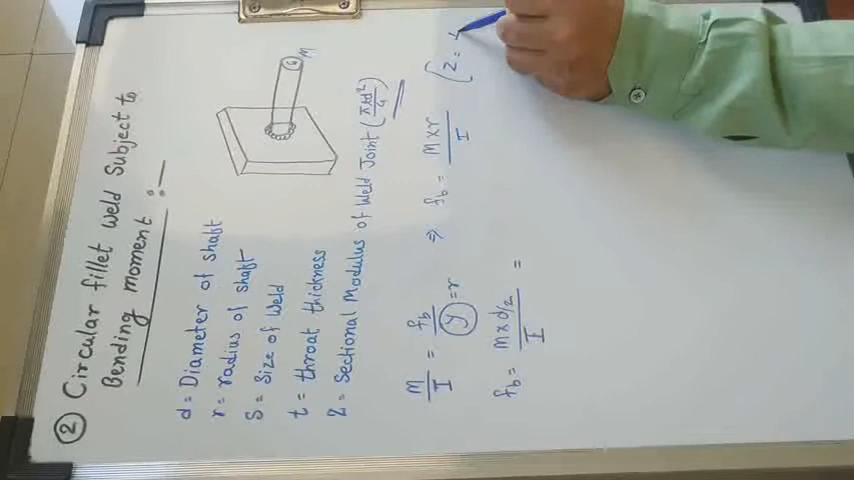 ② Circular fillet weld Subject to
Bending moment :-
M
d = Diameter of shaft
r = radius of shaft
S = Size of Weld
t = throat thickness
Z = Sectional Modulus of Weld Joint (πtd²/4)
M/I = fb/y = r ⇒ fb = M×r/I (Z =
fb = M×d/2/I =